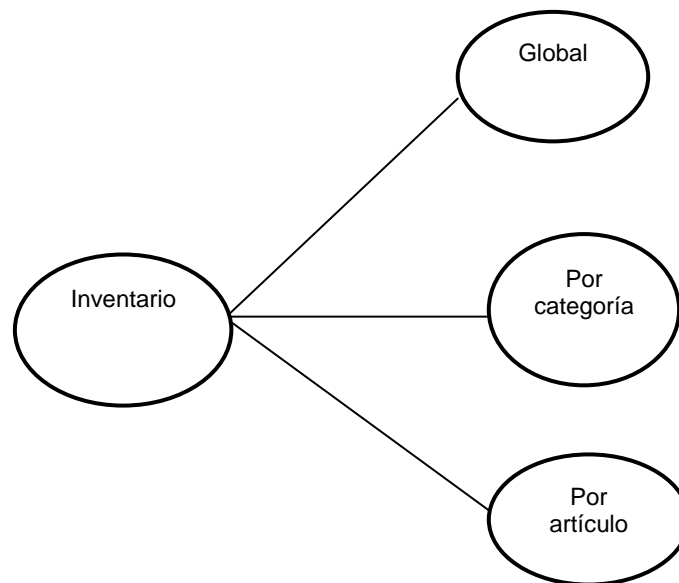 Global
Inventario
Por
categoría
Por
artículo